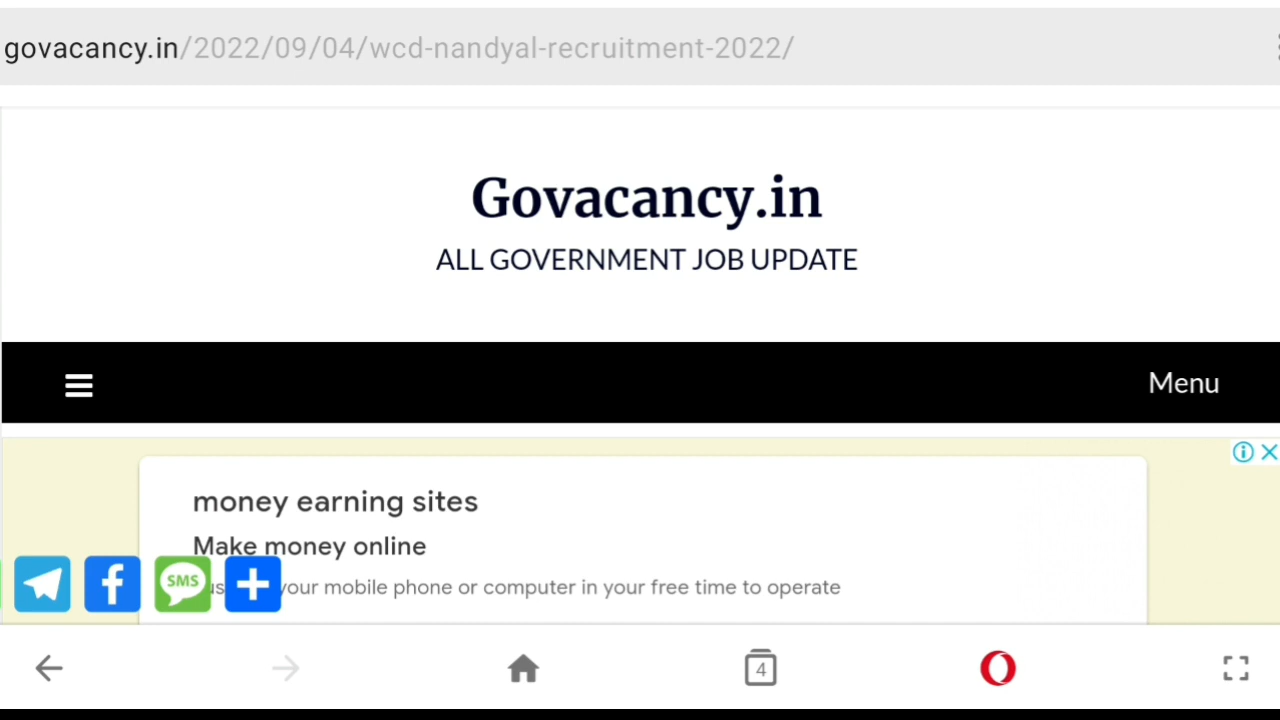 govacancy.in/2022/09/04/wcd-nandyal-recruitment-2022/
Govacancy.in
ALL GOVERNMENT JOB UPDATE
Menu
money earning sites
Make money online
your mobile phone or computer in your free time to operate
SMS
4